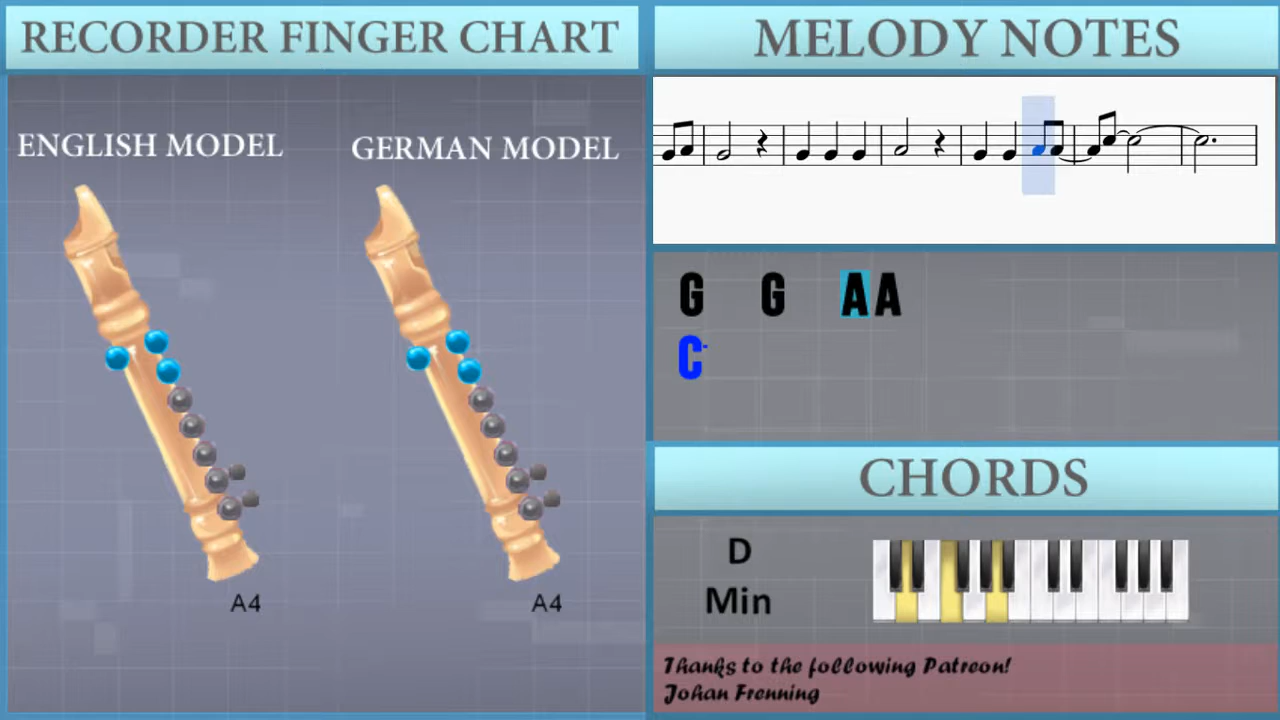 RECORDER FINGER CHART
ENGLISH MODEL
GERMAN MODEL
A4
A4
MELODY NOTES
G G A A
C-
CHORDS
D
Min
Thanks to the following Patreon!
Johan Frenning